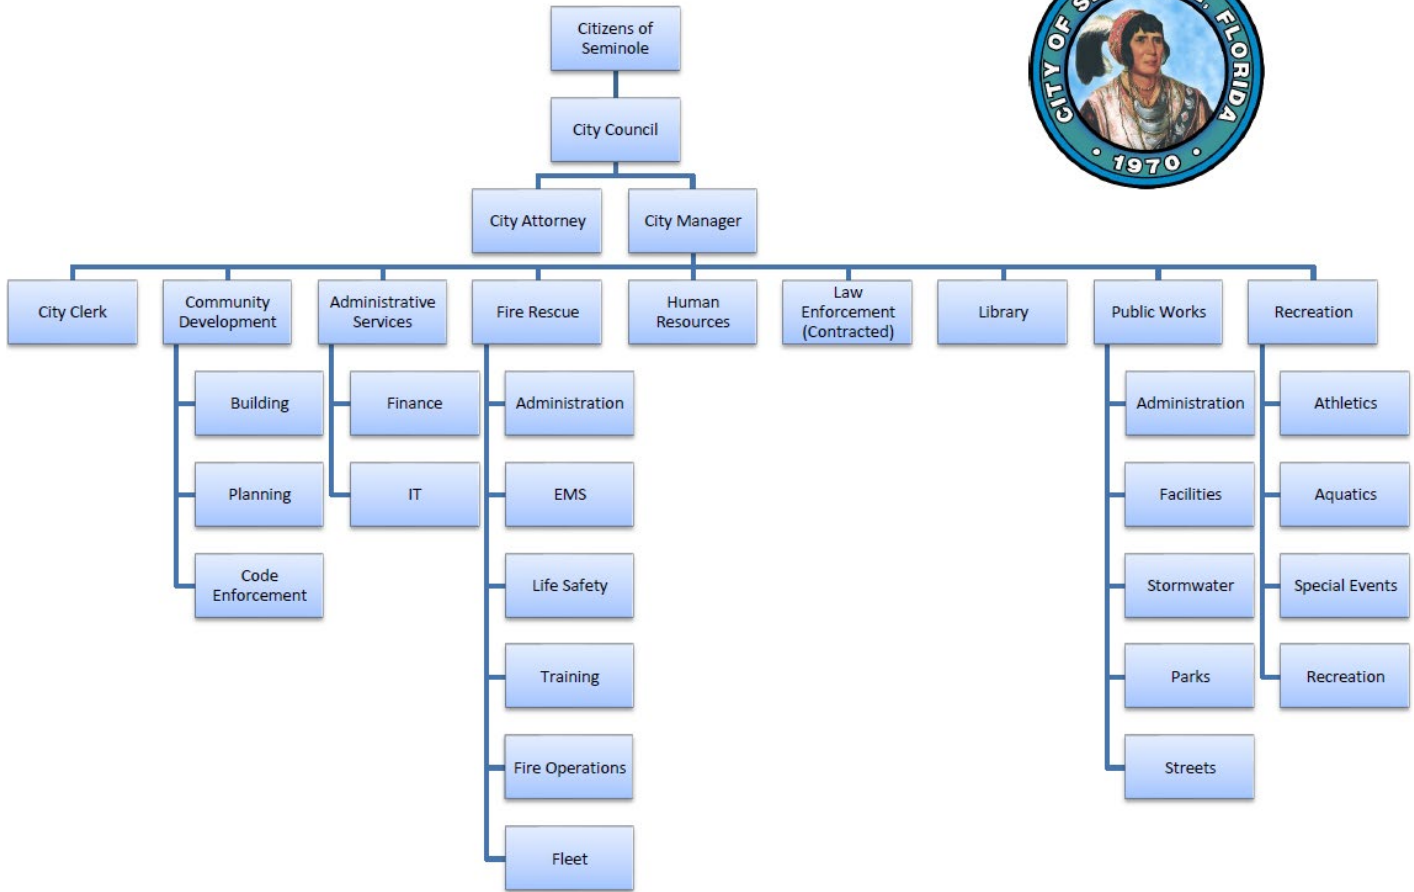 Citizens of
Seminole
City Council
City Attorney
City Manager
City Clerk
Community
Development
Administrative
Services
Fire Rescue
Human
Resources
Law
Enforcement
(Contracted)
Library
Public Works
Recreation
Building
Finance
Administration
Administration
Athletics
Planning
IT
EMS
Facilities
Aquatics
Code
Enforcement
Life Safety
Stormwater
Special Events
Training
Parks
Recreation
Fire Operations
Streets
Fleet
CITY OF FLORIDA
· 1970 ·